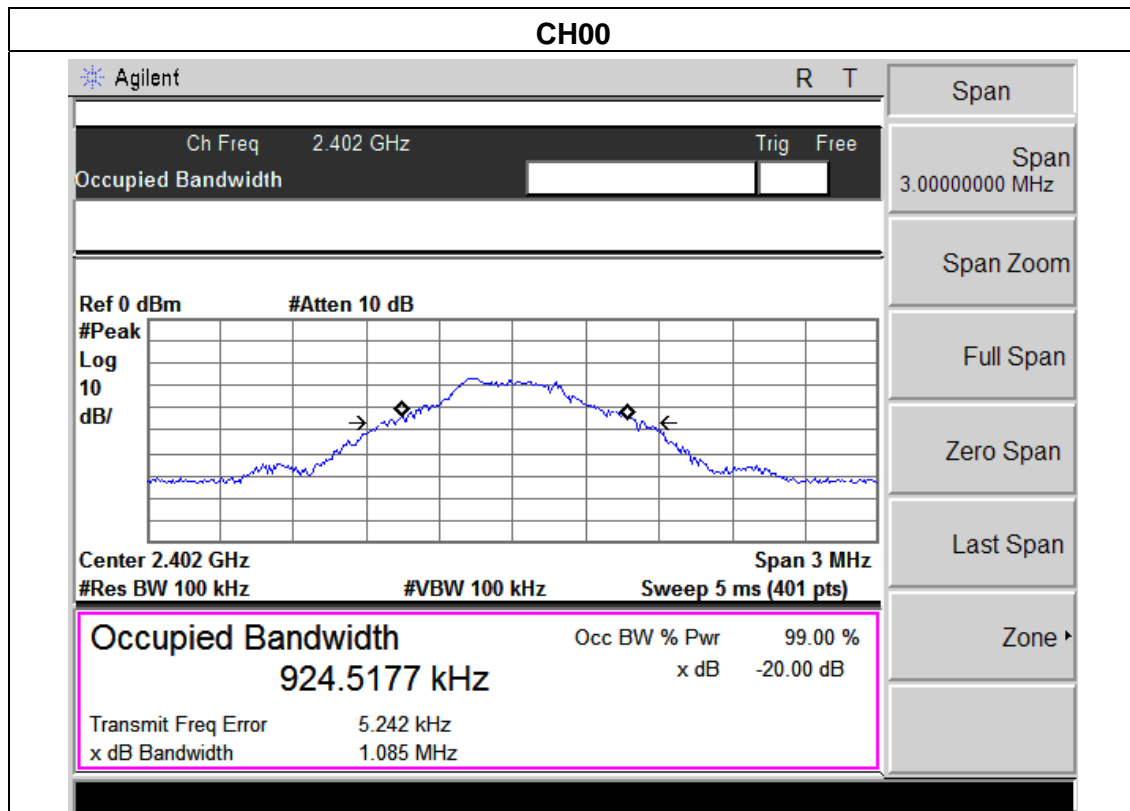 CH00
Agilent
R T
Ch Freq 2.402 GHz
Trig Free
Occupied Bandwidth
Ref 0 dBm
#Atten 10 dB
#Peak
Log
10
dB/
Center 2.402 GHz
Span 3 MHz
#Res BW 100 kHz
#VBW 100 kHz
Sweep 5 ms (401 pts)
Occupied Bandwidth
924.5177 kHz
Occ BW % Pwr 99.00 %
x dB -20.00 dB
Transmit Freq Error 5.242 kHz
x dB Bandwidth 1.085 MHz
Span
Span
3.00000000 MHz
Span Zoom
Full Span
Zero Span
Last Span
Zone